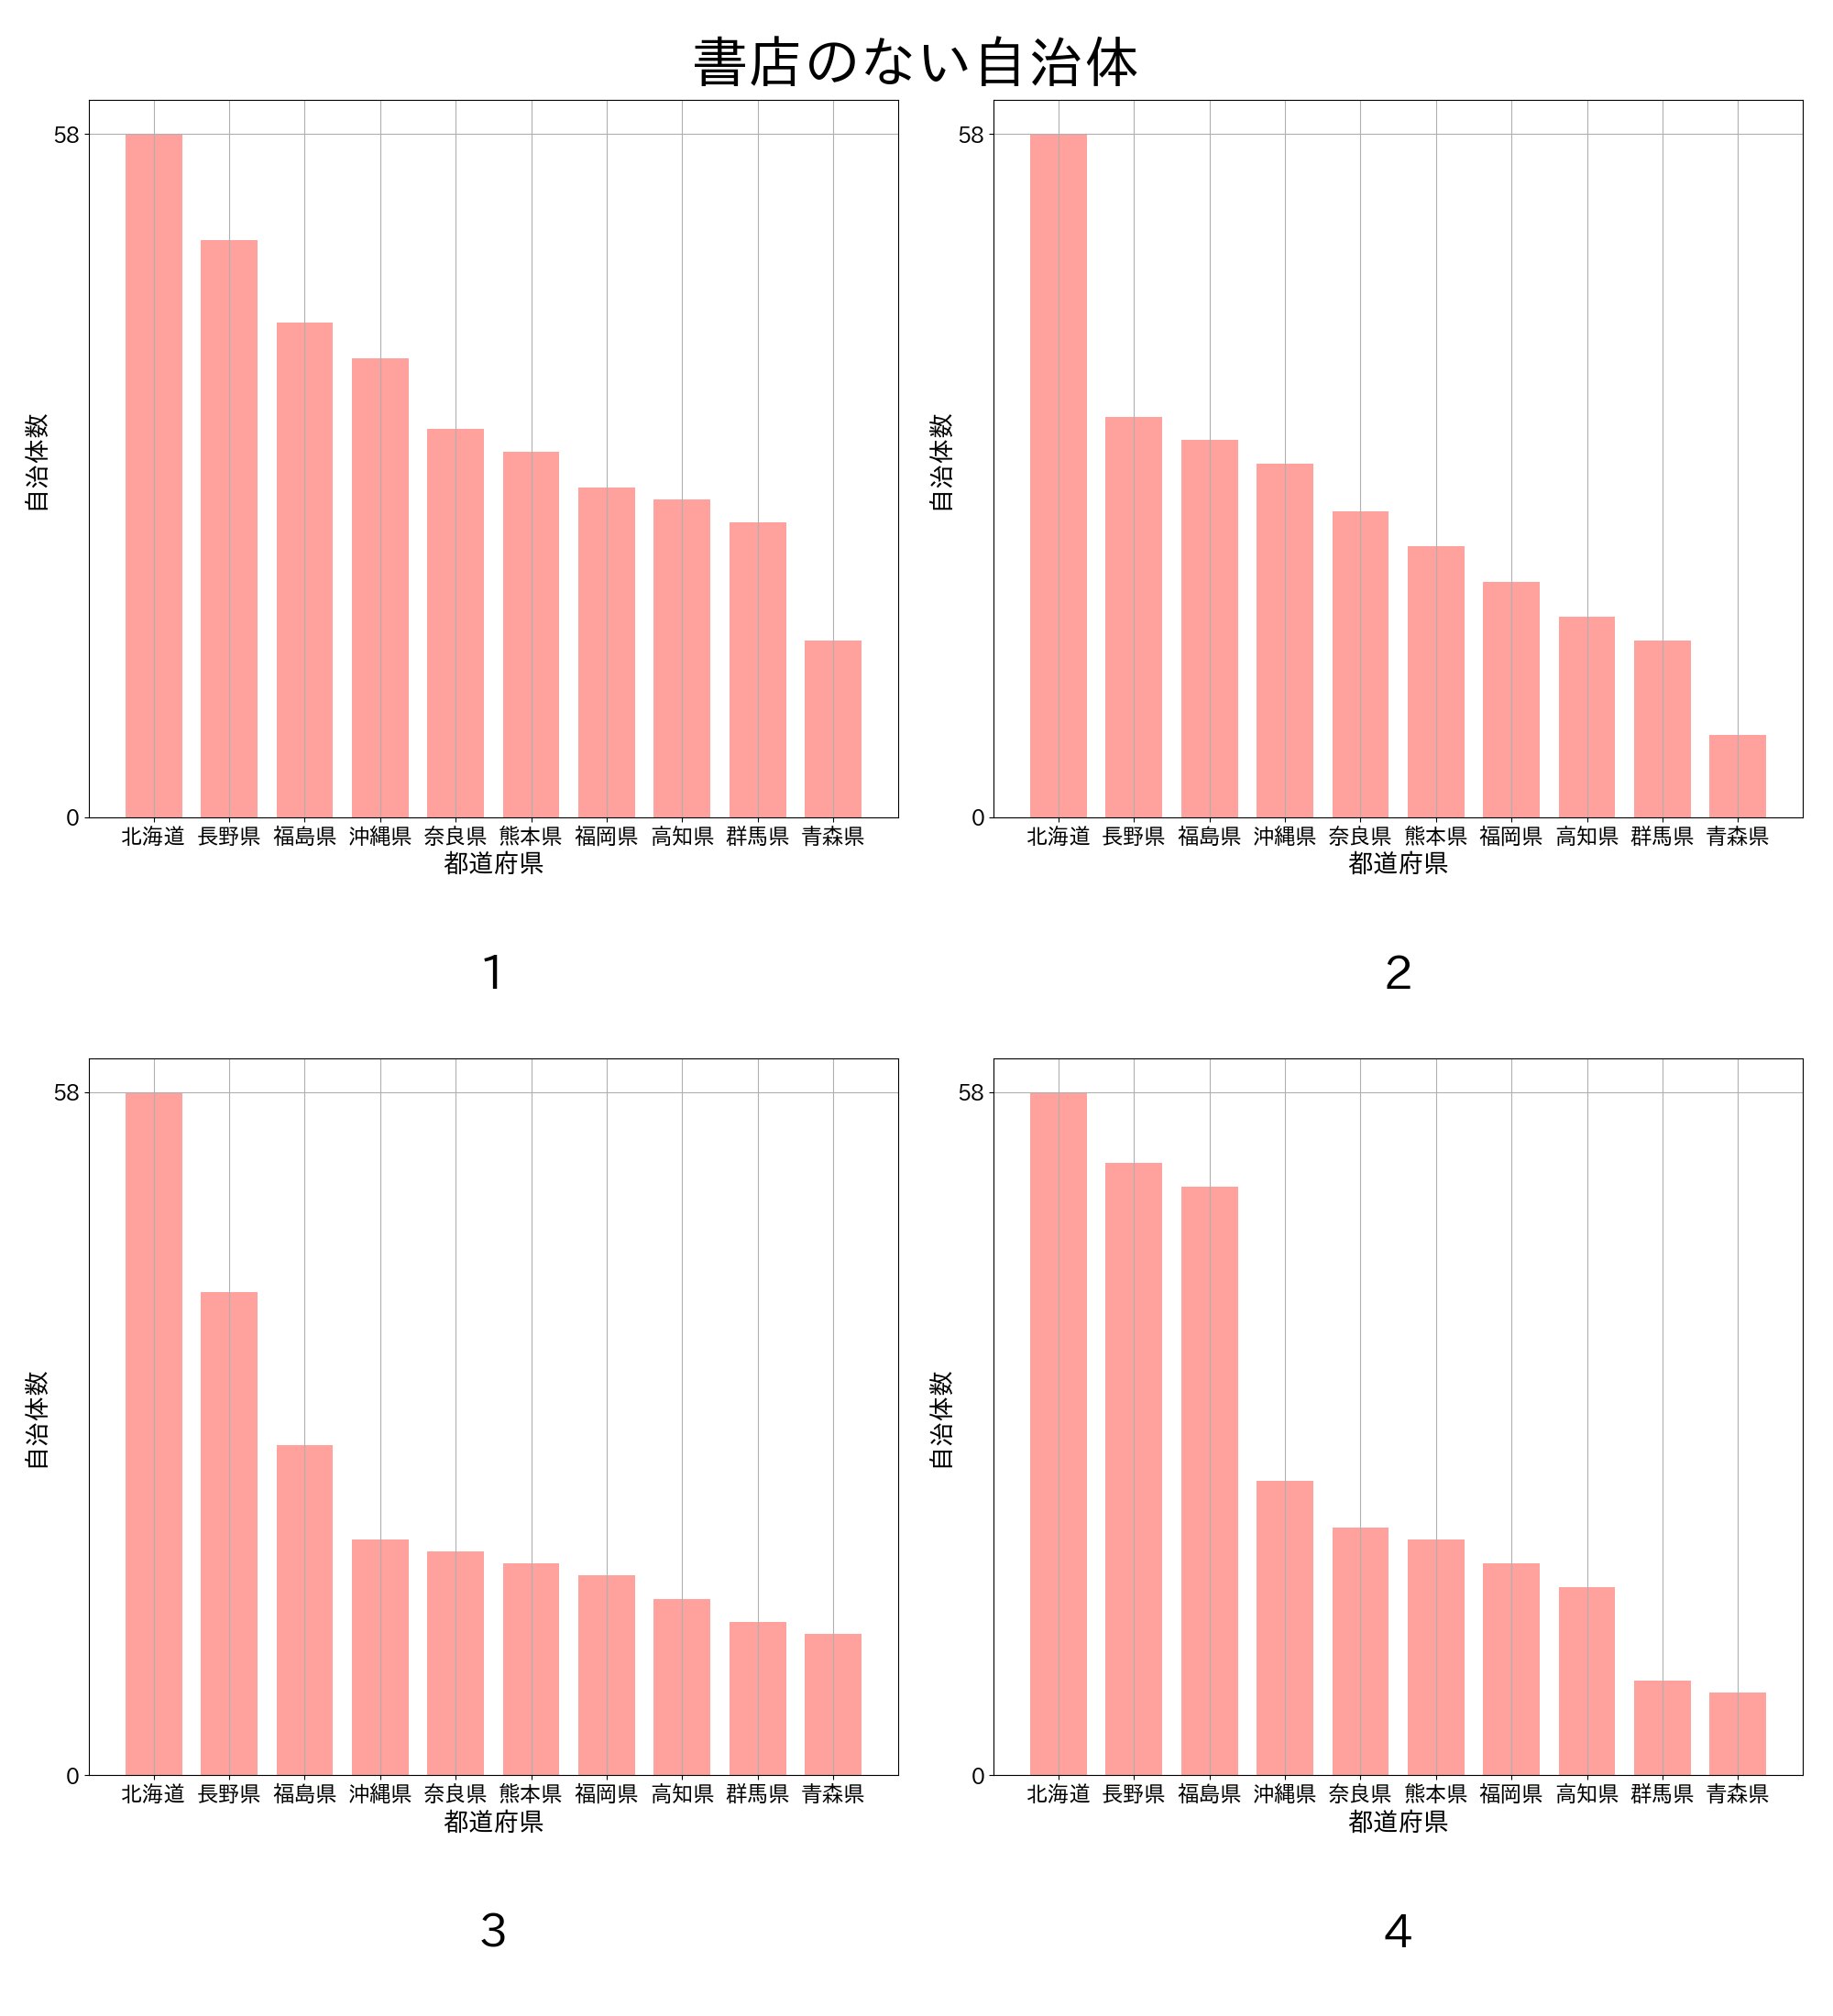 書店のない自治体
58
0
自治体数
北海道 長野県 福島県 沖縄県 奈良県 熊本県 福岡県 高知県 群馬県 青森県
都道府県
1
58
0
自治体数
北海道 長野県 福島県 沖縄県 奈良県 熊本県 福岡県 高知県 群馬県 青森県
都道府県
2
58
0
自治体数
北海道 長野県 福島県 沖縄県 奈良県 熊本県 福岡県 高知県 群馬県 青森県
都道府県
3
58
0
自治体数
北海道 長野県 福島県 沖縄県 奈良県 熊本県 福岡県 高知県 群馬県 青森県
都道府県
4